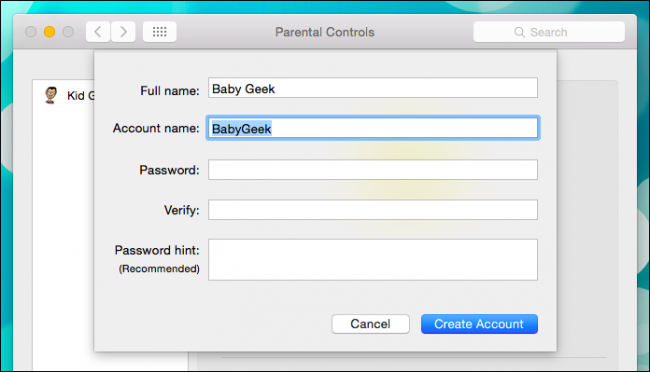 Parental Controls
Search
Kid G
Full name: Baby Geek
Account name: BabyGeek
Password:
Verify:
Password hint:
(Recommended)
Cancel
Create Account